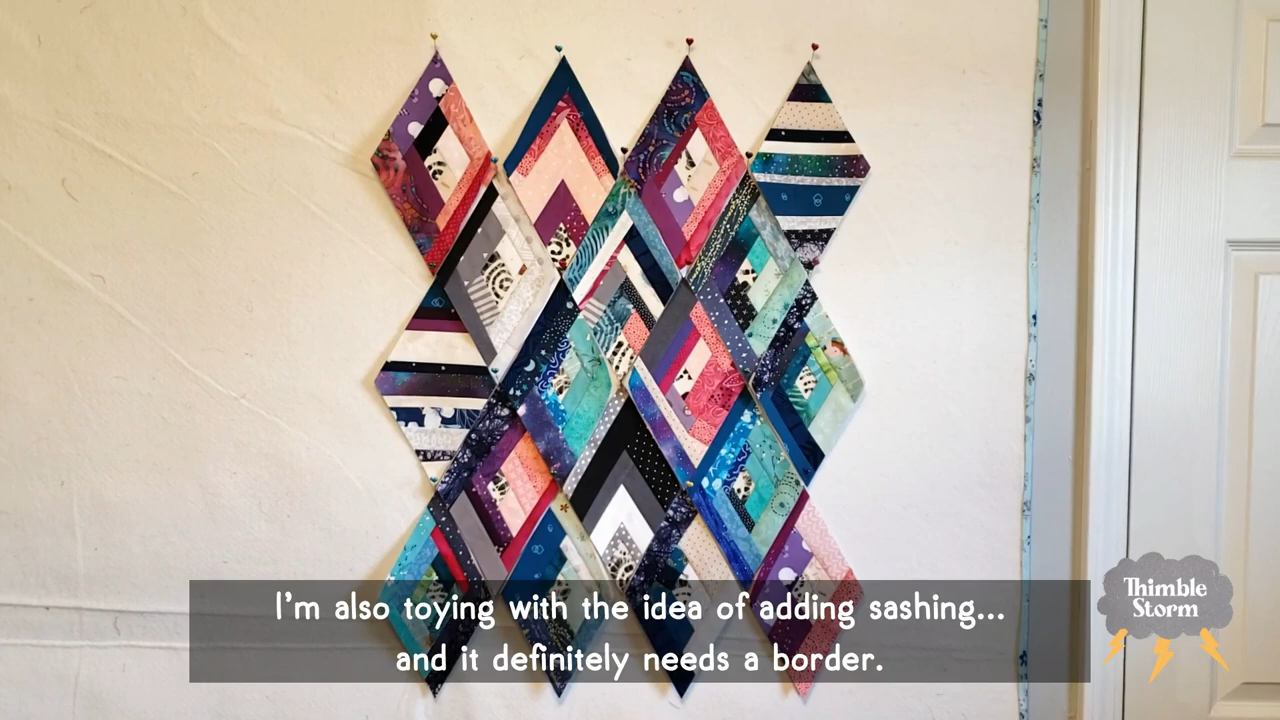 I'm also toying with the idea of adding sashing...
and it definitely needs a border.
Thimble
Storm